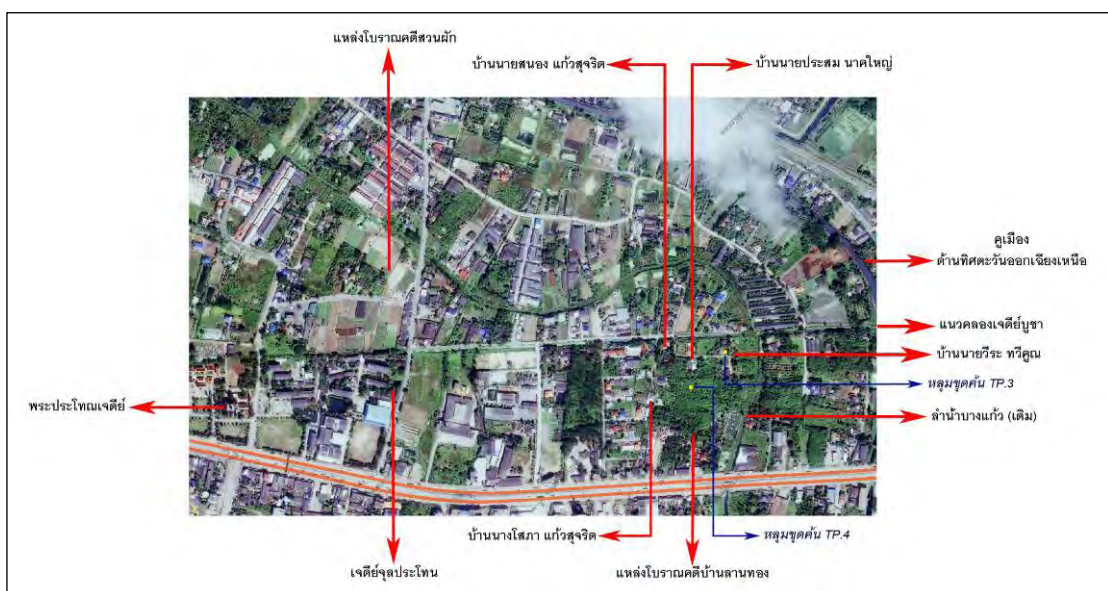 แหล่งโบราณคดีสวนผัก
บ้านนายสนอง แก้วสุจริต
บ้านนายประสม นาคใหญ่
คูเมือง
ด้านทิศตะวันออกเฉียงเหนือ
แนวคลองเจดีย์บูชา
บ้านนายวีระ ทวีคูณ
หลุมขุดค้น TP.3
พระประโทณเจดีย์
ลำน้ำบางแก้ว (เดิม)
บ้านนางโสภา แก้วสุจริต
หลุมขุดค้น TP.4
เจดีย์จุลประโทน
แหล่งโบราณคดีบ้านลานทอง